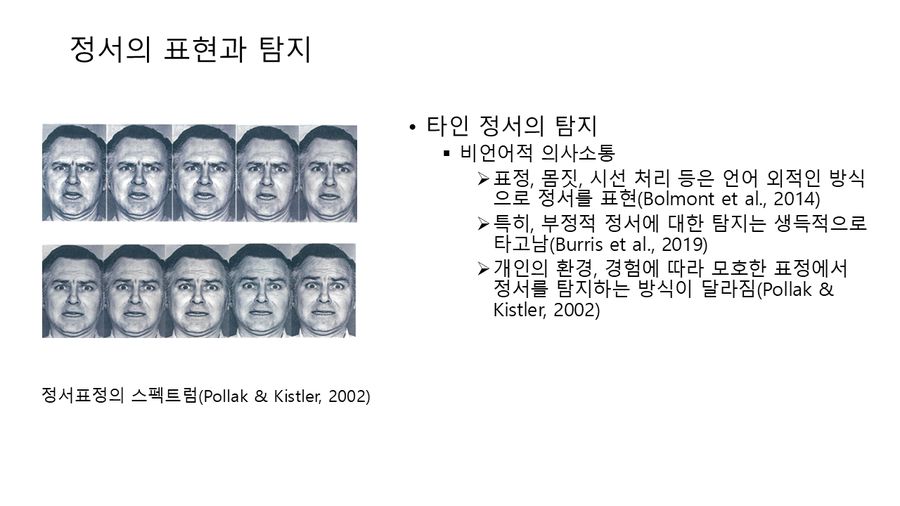 정서의 표현과 탐지
• 타인 정서의 탐지
▪ 비언어적 의사소통
➢표정, 몸짓, 시선 처리 등은 언어 외적인 방식
으로 정서를 표현(Bolmont et al., 2014)
➢특히, 부정적 정서에 대한 탐지는 생득적으로
타고남(Burris et al., 2019)
➢개인의 환경, 경험에 따라 모호한 표정에서
정서를 탐지하는 방식이 달라짐(Pollak &
Kistler, 2002)
정서표정의 스펙트럼(Pollak & Kistler, 2002)